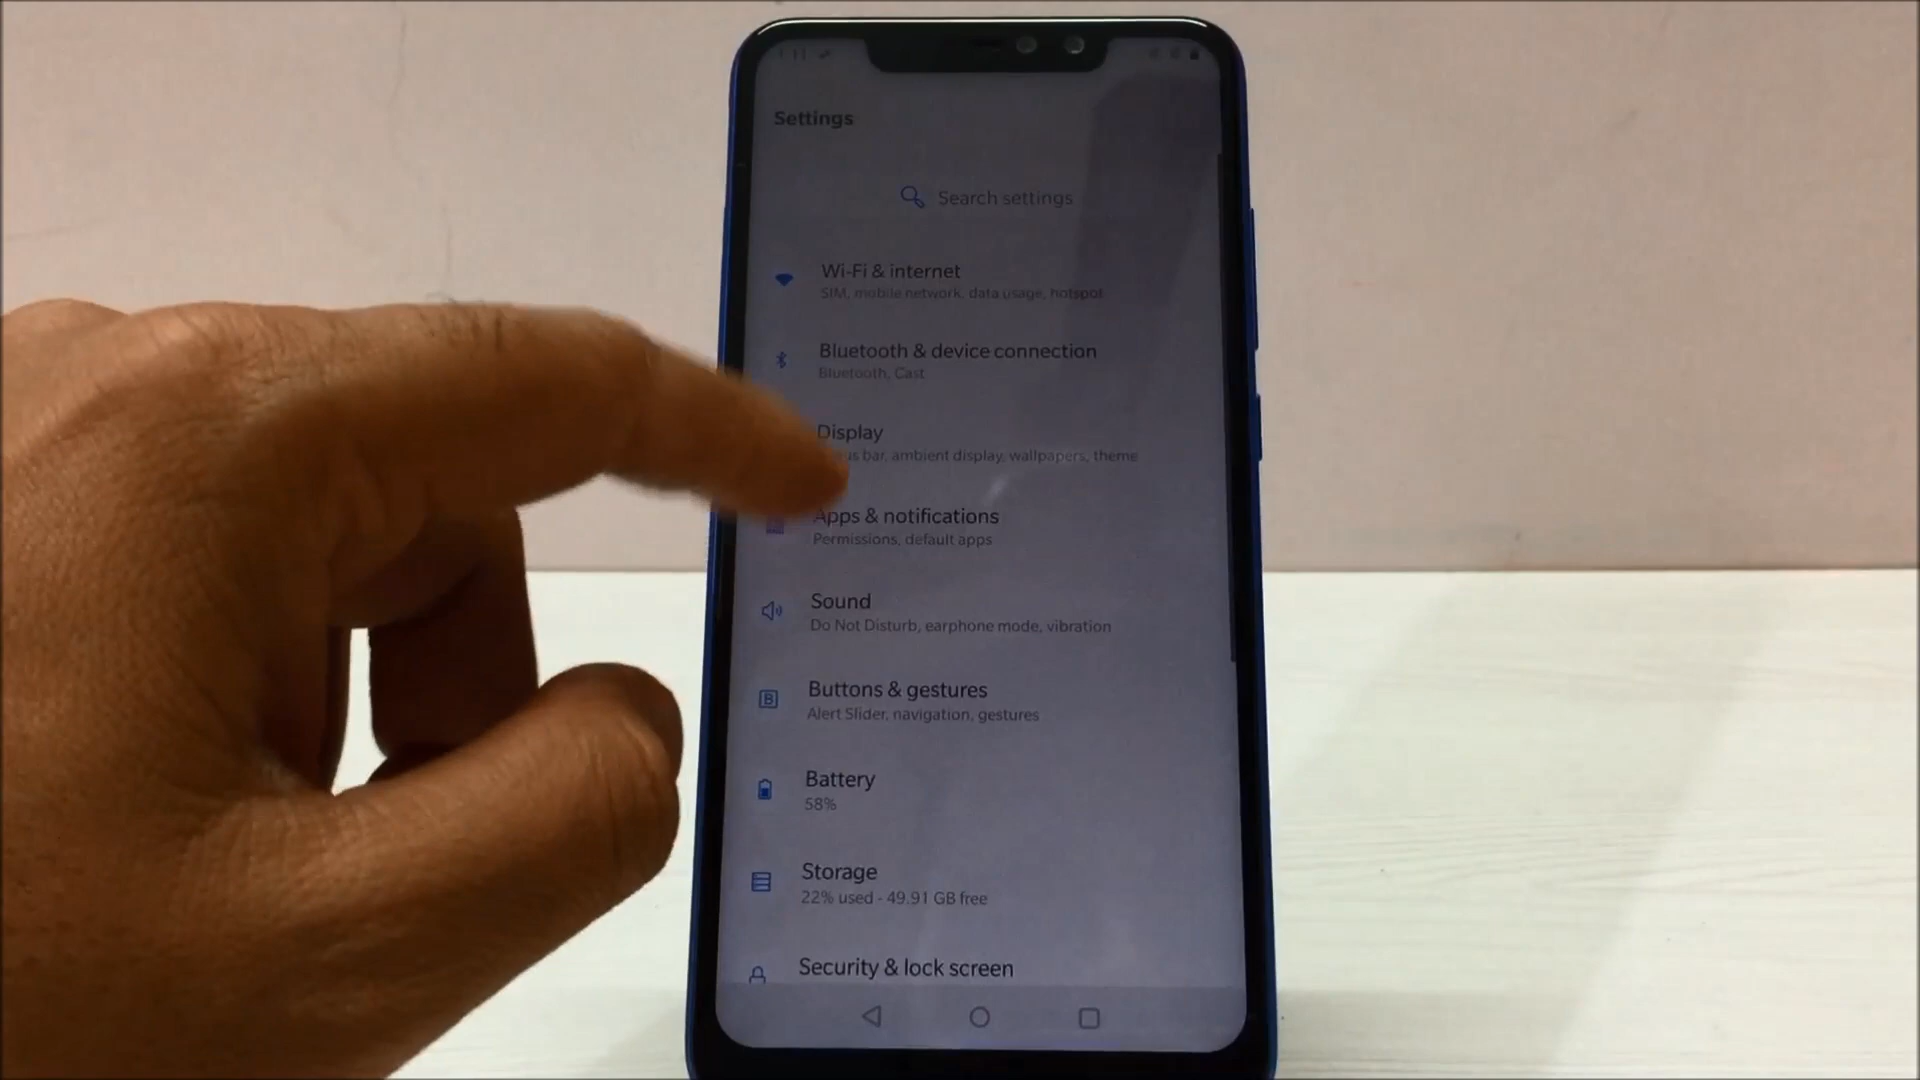 Settings
Search settings
Wi-Fi & internet
SIM, mobile network, data usage, hotspot
Bluetooth & device connection
Bluetooth, Cast
Display
bar, ambient display, wallpapers, theme
Apps & notifications
Permissions, default apps
Sound
Do Not Disturb, earphone mode, vibration
Buttons & gestures
Alert Slider, navigation, gestures
Battery
58%
Storage
22% used - 49.91 GB free
Security & lock screen